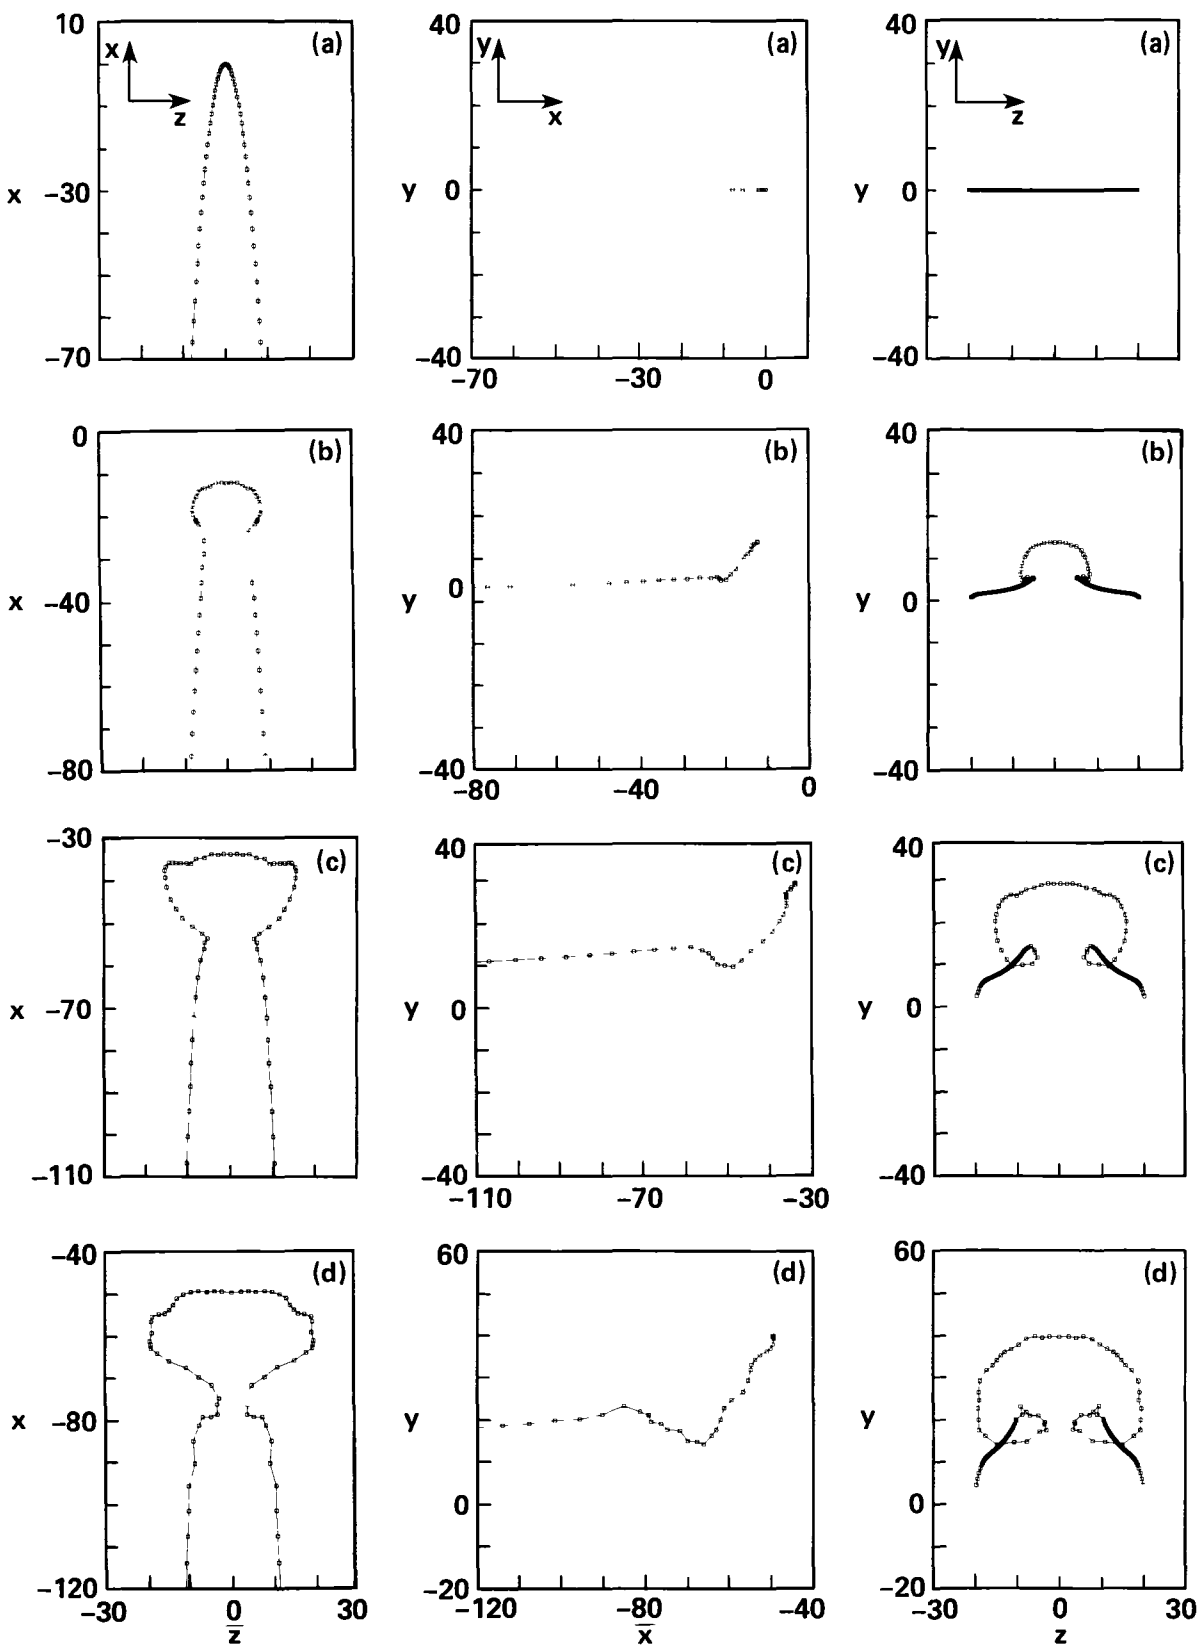 10 (a) 40 (a) 40 (a)
x y y
z x z
x −30 y 0 y 0
−70 −40 −40
−70 −30 0
0 (b) 40 (b) 40 (b)
x −40 y 0 y 0
−80 −40 −40
−80 −40 0
−30 (c) 40 (c) 40 (c)
x −70 y 0 y 0
−110 −40 −40
−110 −70 −30
−40 (d) 60 (d) 60 (d)
x −80 y y
0 0
−120 −20 −20
−30 0 30 −120 −80 −40 −30 0 30
z̄ x̄ z